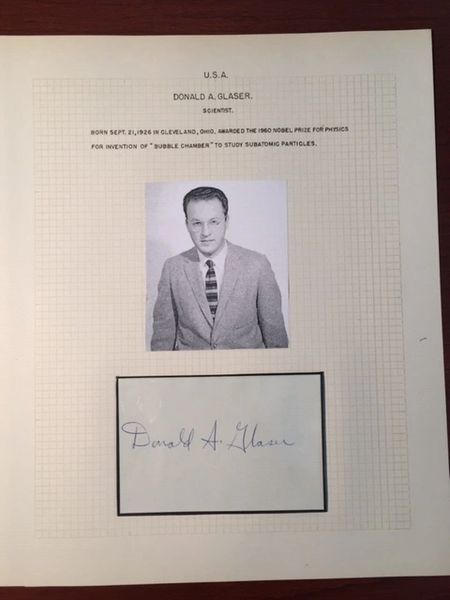 U.S.A.
DONALD A. GLASER.
SCIENTIST.
BORN SEPT. 21, 1926 IN CLEVELAND, OHIO. AWARDED THE 1960 NOBEL PRIZE FOR PHYSICS
FOR INVENTION OF "BUBBLE CHAMBER" TO STUDY SUBATOMIC PARTICLES.
Donald A. Glaser